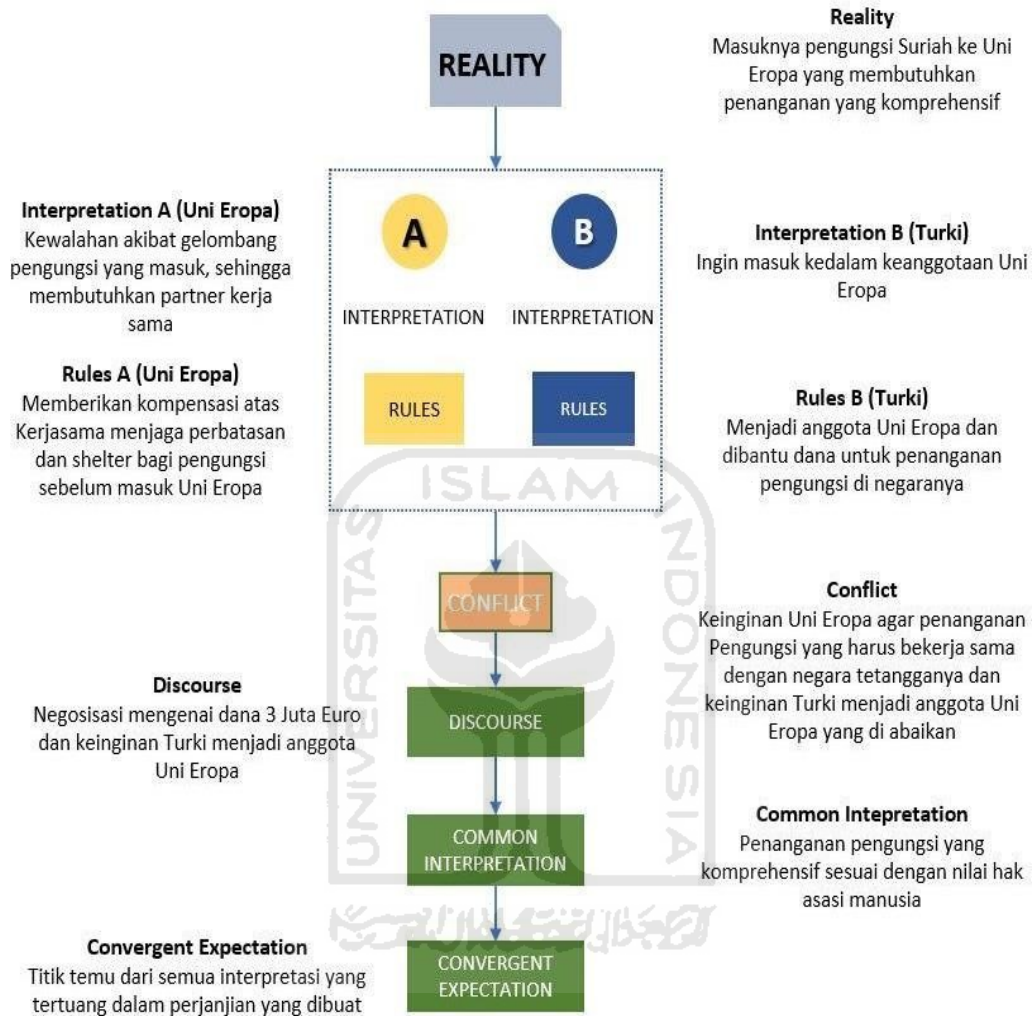 REALITY
Reality
Masuknya pengungsi Suriah ke Uni
Eropa yang membutuhkan
penanganan yang komprehensif
Interpretation A (Uni Eropa)
Kewalahan akibat gelombang
pengungsi yang masuk, sehingga
membutuhkan partner kerja
sama
A
B
INTERPRETATION
INTERPRETATION
Interpretation B (Turki)
Ingin masuk kedalam keanggotaan Uni
Eropa
Rules A (Uni Eropa)
Memberikan kompensasi atas
Kerjasama menjaga perbatasan
dan shelter bagi pengungsi
sebelum masuk Uni Eropa
RULES
RULES
Rules B (Turki)
Menjadi anggota Uni Eropa dan
dibantu dana untuk penanganan
pengungsi di negaranya
UNIVERSITAS
ISLAM
INDONESIA
CONFLICT
Conflict
Keinginan Uni Eropa agar penanganan
Pengungsi yang harus bekerja sama
dengan negara tetangganya dan
keinginan Turki menjadi anggota Uni
Eropa yang di abaikan
Discourse
Negosisasi mengenai dana 3 Juta Euro
dan keinginan Turki menjadi anggota
Uni Eropa
DISCOURSE
COMMON
INTERPRETATION
Common Intepretation
Penanganan pengungsi yang
komprehensif sesuai dengan nilai hak
asasi manusia
Convergent Expectation
Titik temu dari semua interpretasi yang
tertuang dalam perjanjian yang dibuat
CONVERGENT
EXPECTATION